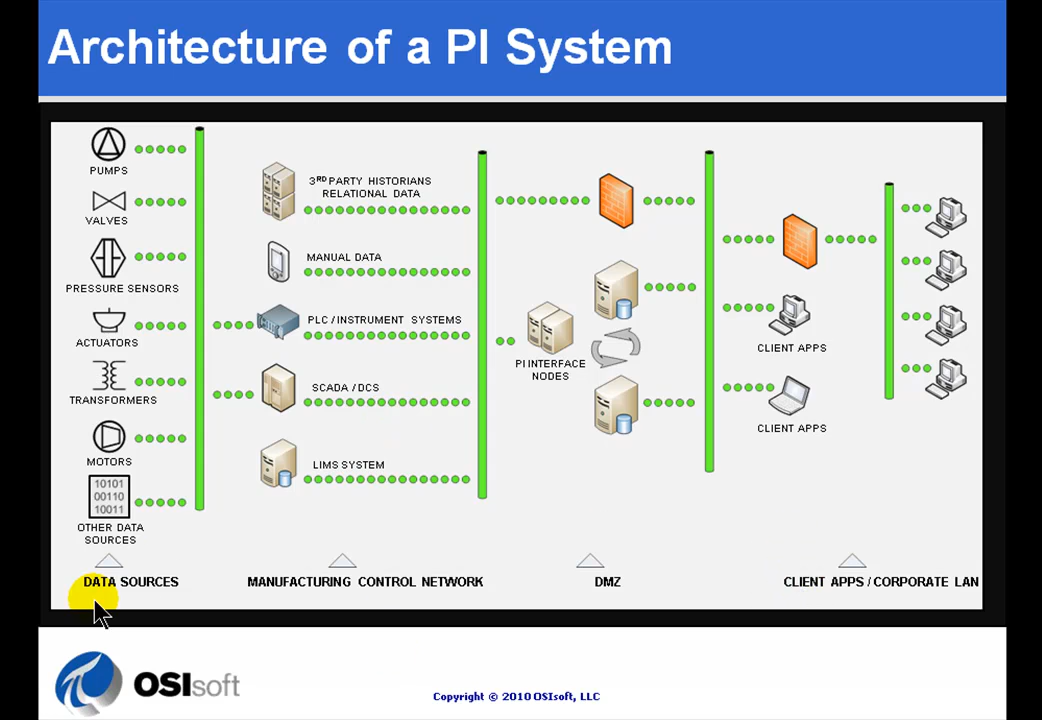 Architecture of a PI System
PUMPS
VALVES
PRESSURE SENSORS
ACTUATORS
TRANSFORMERS
MOTORS
10101
00110
10011
OTHER DATA
SOURCES
3RD PARTY HISTORIANS
RELATIONAL DATA
MANUAL DATA
PLC / INSTRUMENT SYSTEMS
SCADA / DCS
LIMS SYSTEM
PI INTERFACE
NODES
CLIENT APPS
CLIENT APPS
DATA SOURCES
MANUFACTURING CONTROL NETWORK
DMZ
CLIENT APPS / CORPORATE LAN
OSIsoft
Copyright © 2010 OSIsoft, LLC